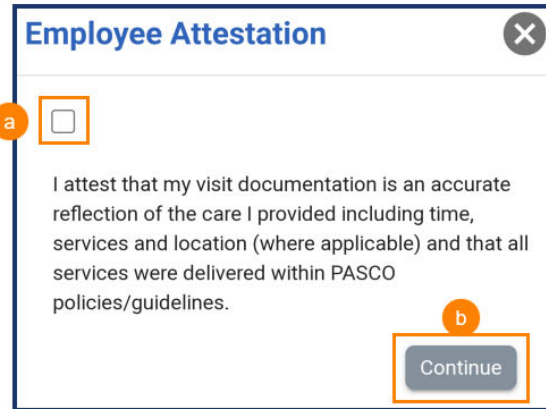 Employee Attestation
a
I attest that my visit documentation is an accurate
reflection of the care I provided including time,
services and location (where applicable) and that all
services were delivered within PASCO
policies/guidelines.
b
Continue